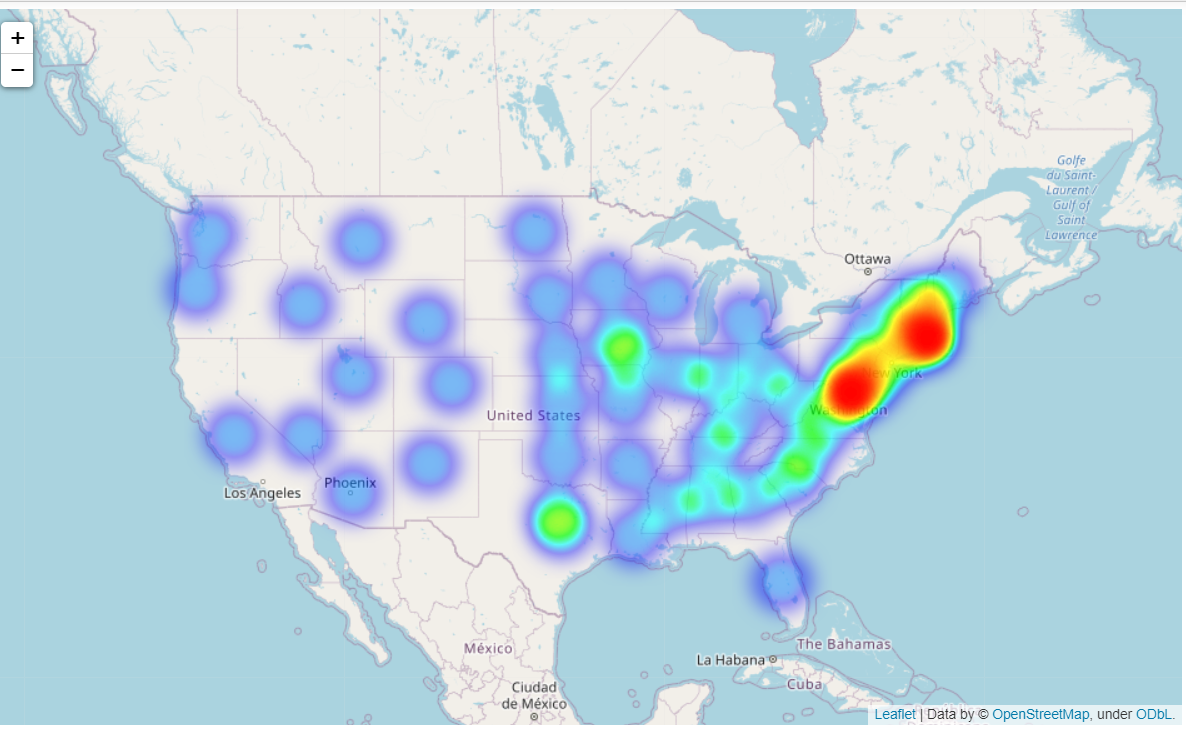 +
−
Golfe
du Saint-
Laurent /
Gulf of
Saint
Lawrence
Ottawa
New York
Washington
United States
Phoenix
Los Angeles
The Bahamas
México
La Habana
Cuba
Ciudad
de México
Leaflet | Data by © OpenStreetMap, under ODbL.